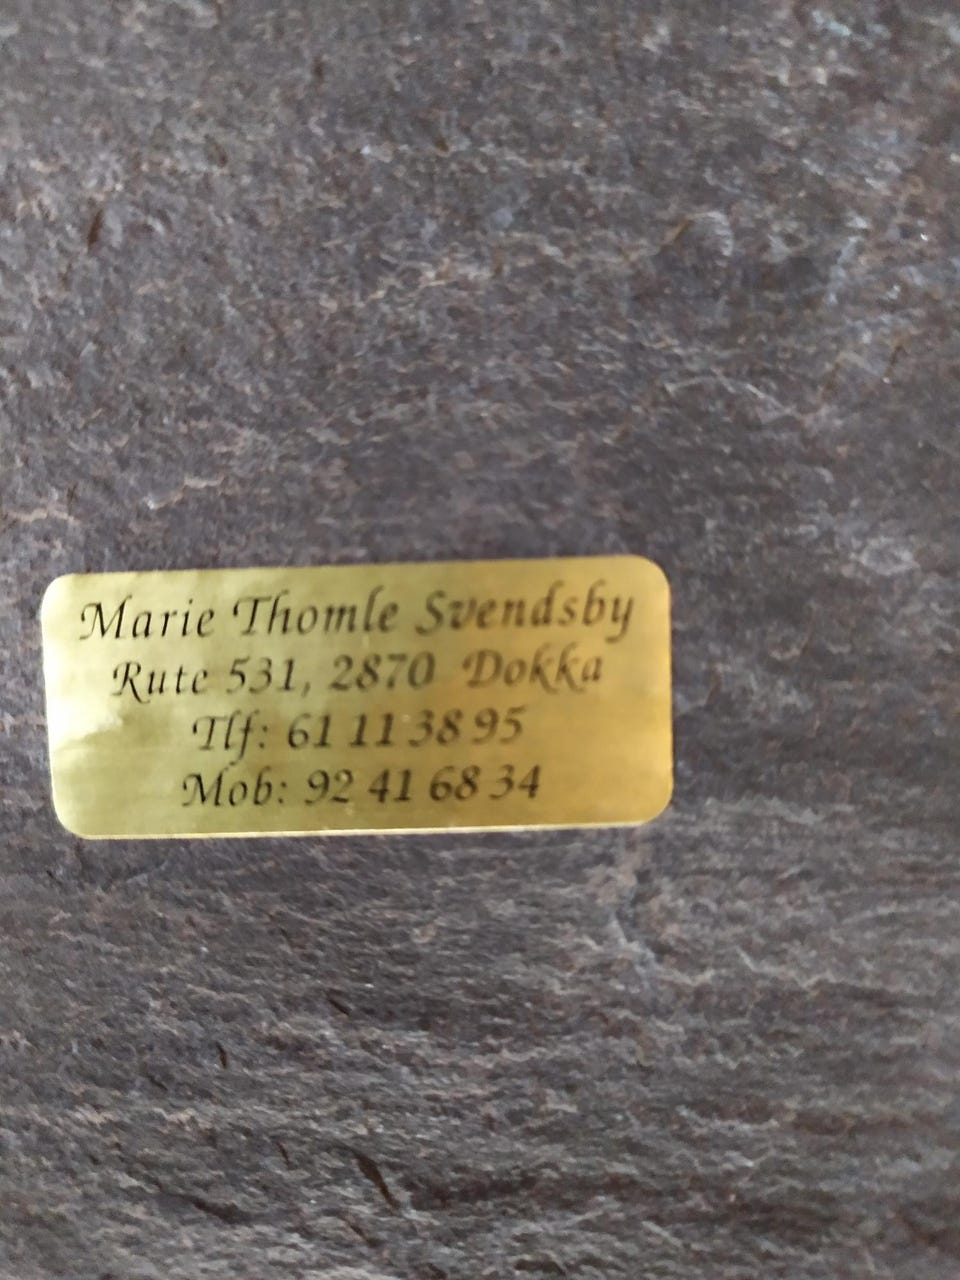 Marie Thomle Svendsby
Rute 531, 2870 Dokka
Tlf: 61 11 38 95
Mob: 92 41 68 34